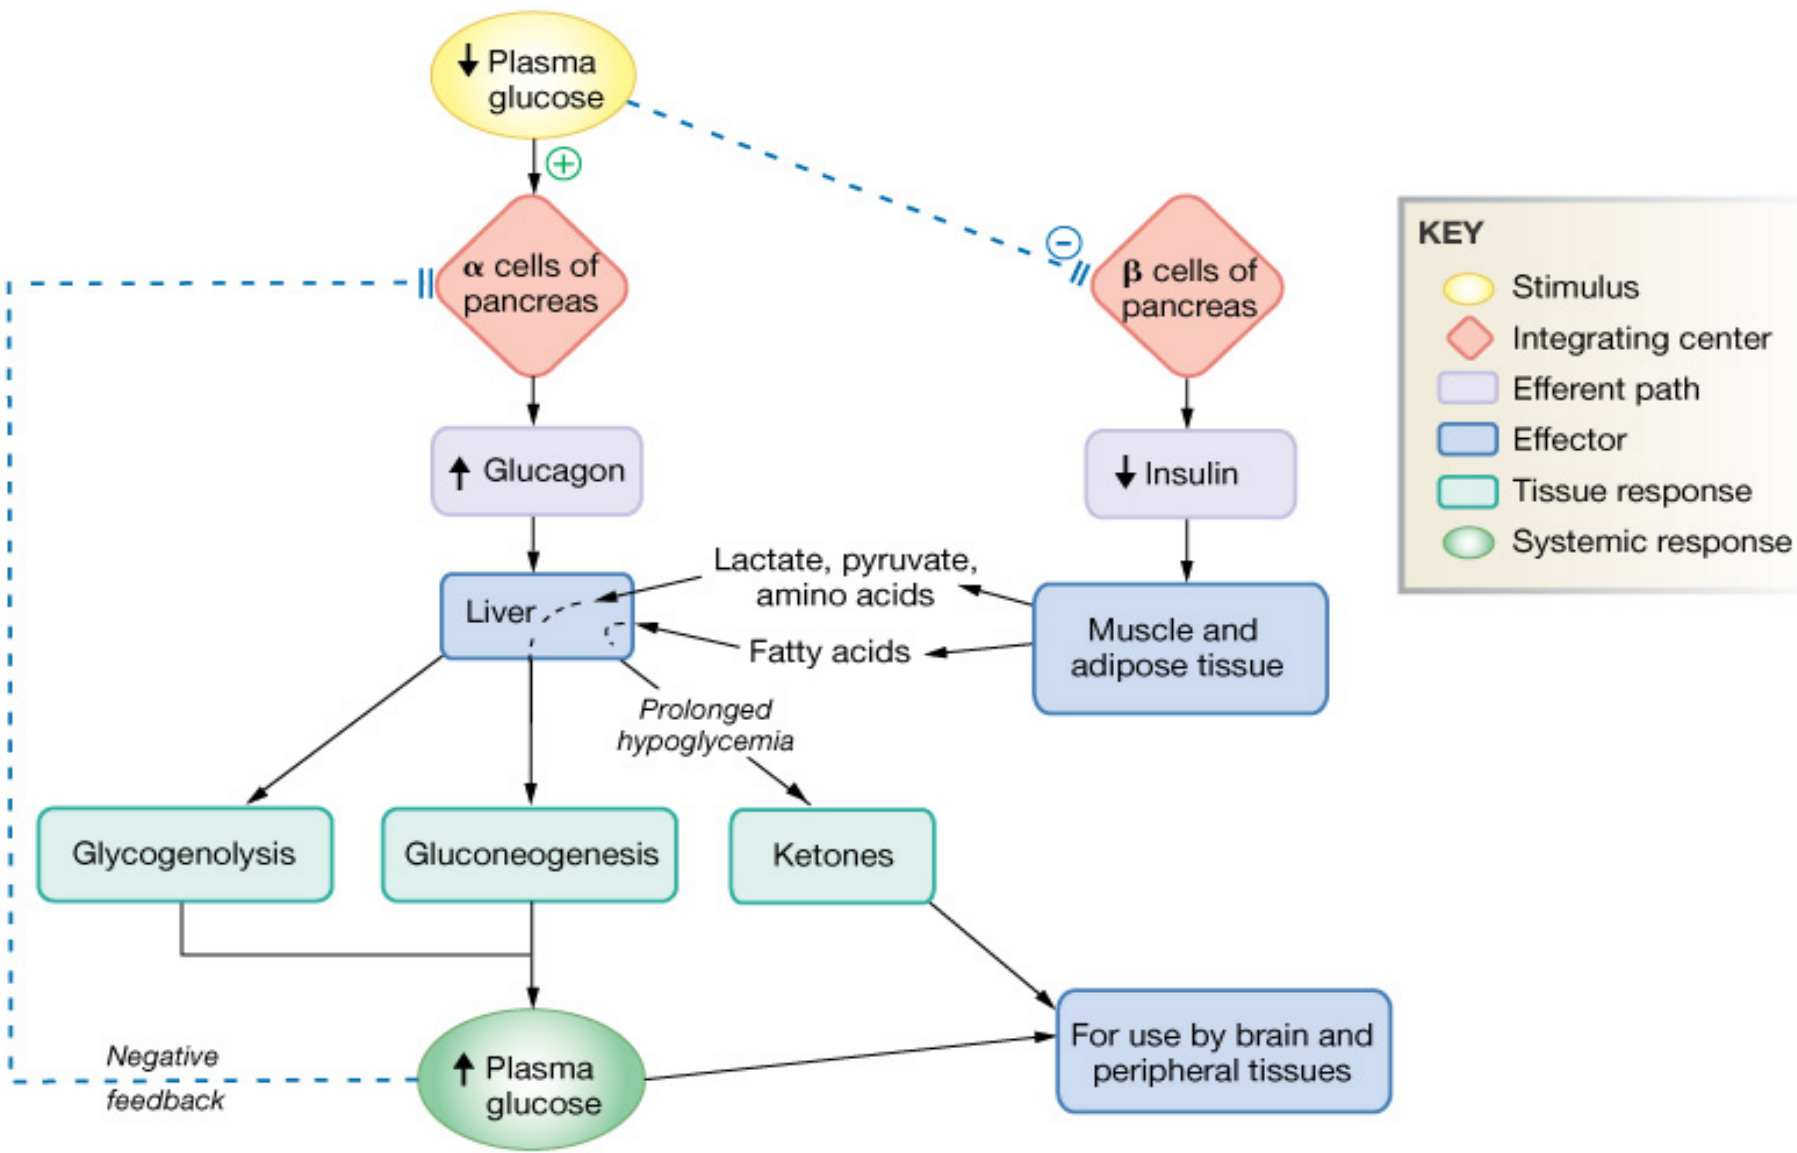 ↓ Plasma
glucose
+
−
α cells of
pancreas
β cells of
pancreas
KEY
Stimulus
Integrating center
Efferent path
Effector
Tissue response
Systemic response
↑ Glucagon
↓ Insulin
Lactate, pyruvate,
amino acids
Liver
Fatty acids
Muscle and
adipose tissue
Prolonged
hypoglycemia
Glycogenolysis
Gluconeogenesis
Ketones
Negative
feedback
↑ Plasma
glucose
For use by brain and
peripheral tissues